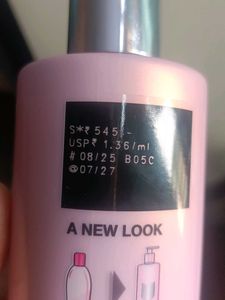 S*₹ 545/-
USP₹ 1.36/ml
# 08/25 B05C
@07/27
A NEW LOOK